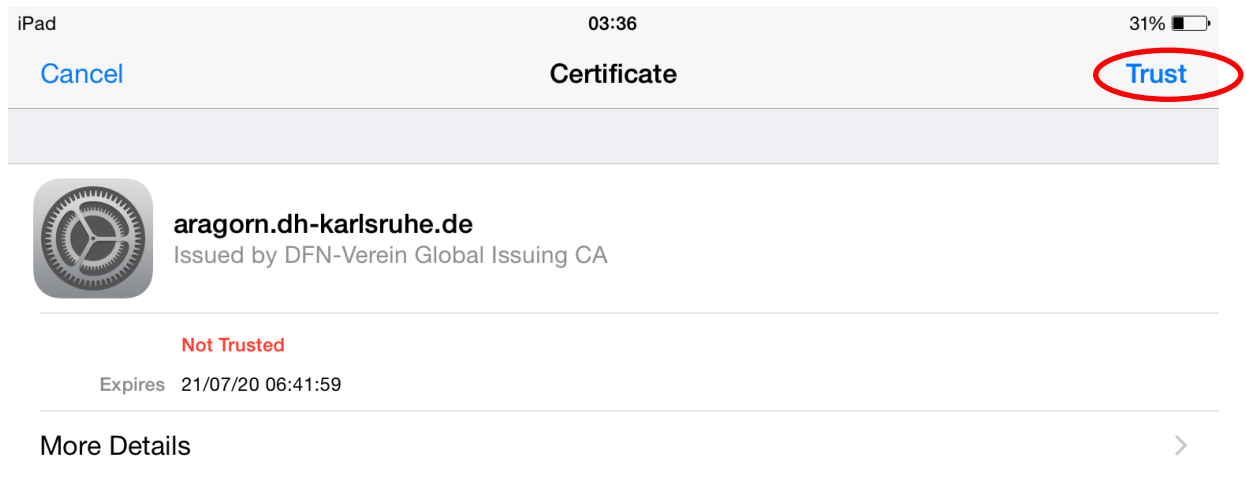 iPad 03:36 31%
Cancel Certificate Trust
aragorn.dh-karlsruhe.de
Issued by DFN-Verein Global Issuing CA
Not Trusted
Expires 21/07/20 06:41:59
More Details